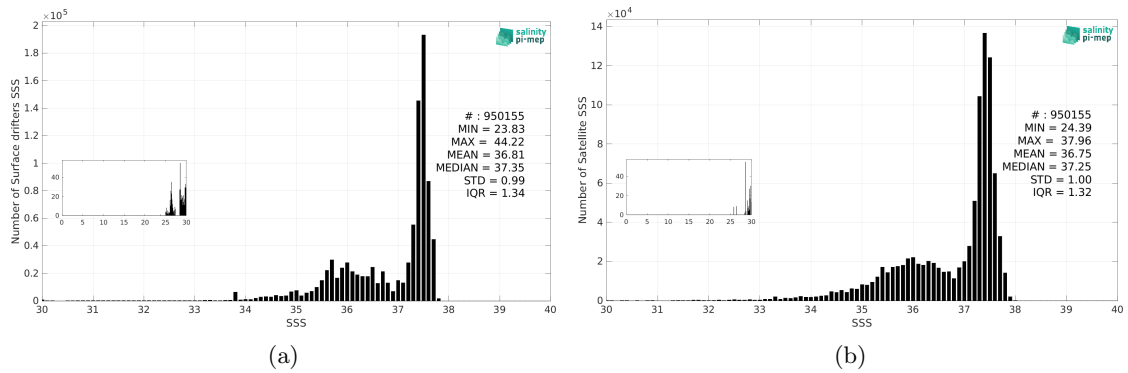 ×10^5
2
1.8
1.6
1.4
1.2
1
0.8
0.6
0.4
0.2
0
Number of Surface drifters SSS
30 31 32 33 34 35 36 37 38 39 40
SSS
salinity
pi-mep
# : 950155
MIN = 23.83
MAX = 44.22
MEAN = 36.81
MEDIAN = 37.35
STD = 0.99
IQR = 1.34
40
20
0
0 5 10 15 20 25 30
(a)
×10^4
14
12
10
8
6
4
2
0
Number of Satellite SSS
30 31 32 33 34 35 36 37 38 39 40
SSS
salinity
pi-mep
# : 950155
MIN = 24.39
MAX = 37.96
MEAN = 36.75
MEDIAN = 37.25
STD = 1.00
IQR = 1.32
40
20
0
0 5 10 15 20 25 30
(b)